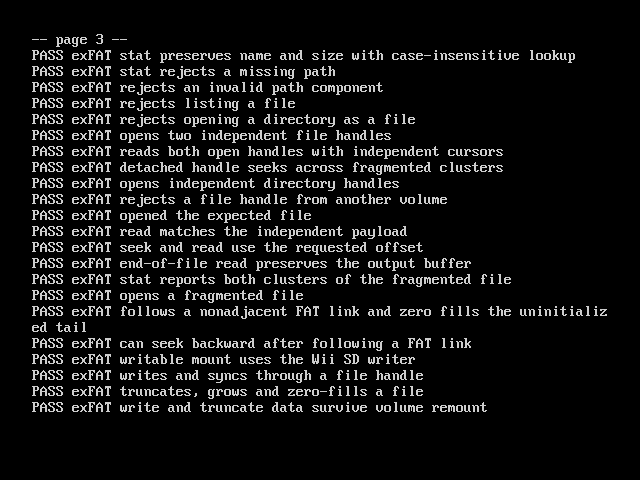 -- page 3 --
PASS exFAT stat preserves name and size with case-insensitive lookup
PASS exFAT stat rejects a missing path
PASS exFAT rejects an invalid path component
PASS exFAT rejects listing a file
PASS exFAT rejects opening a directory as a file
PASS exFAT opens two independent file handles
PASS exFAT reads both open handles with independent cursors
PASS exFAT detached handle seeks across fragmented clusters
PASS exFAT opens independent directory handles
PASS exFAT rejects a file handle from another volume
PASS exFAT opened the expected file
PASS exFAT read matches the independent payload
PASS exFAT seek and read use the requested offset
PASS exFAT end-of-file read preserves the output buffer
PASS exFAT stat reports both clusters of the fragmented file
PASS exFAT opens a fragmented file
PASS exFAT follows a nonadjacent FAT link and zero fills the uninitializ
ed tail
PASS exFAT can seek backward after following a FAT link
PASS exFAT writable mount uses the Wii SD writer
PASS exFAT writes and syncs through a file handle
PASS exFAT truncates, grows and zero-fills a file
PASS exFAT write and truncate data survive volume remount